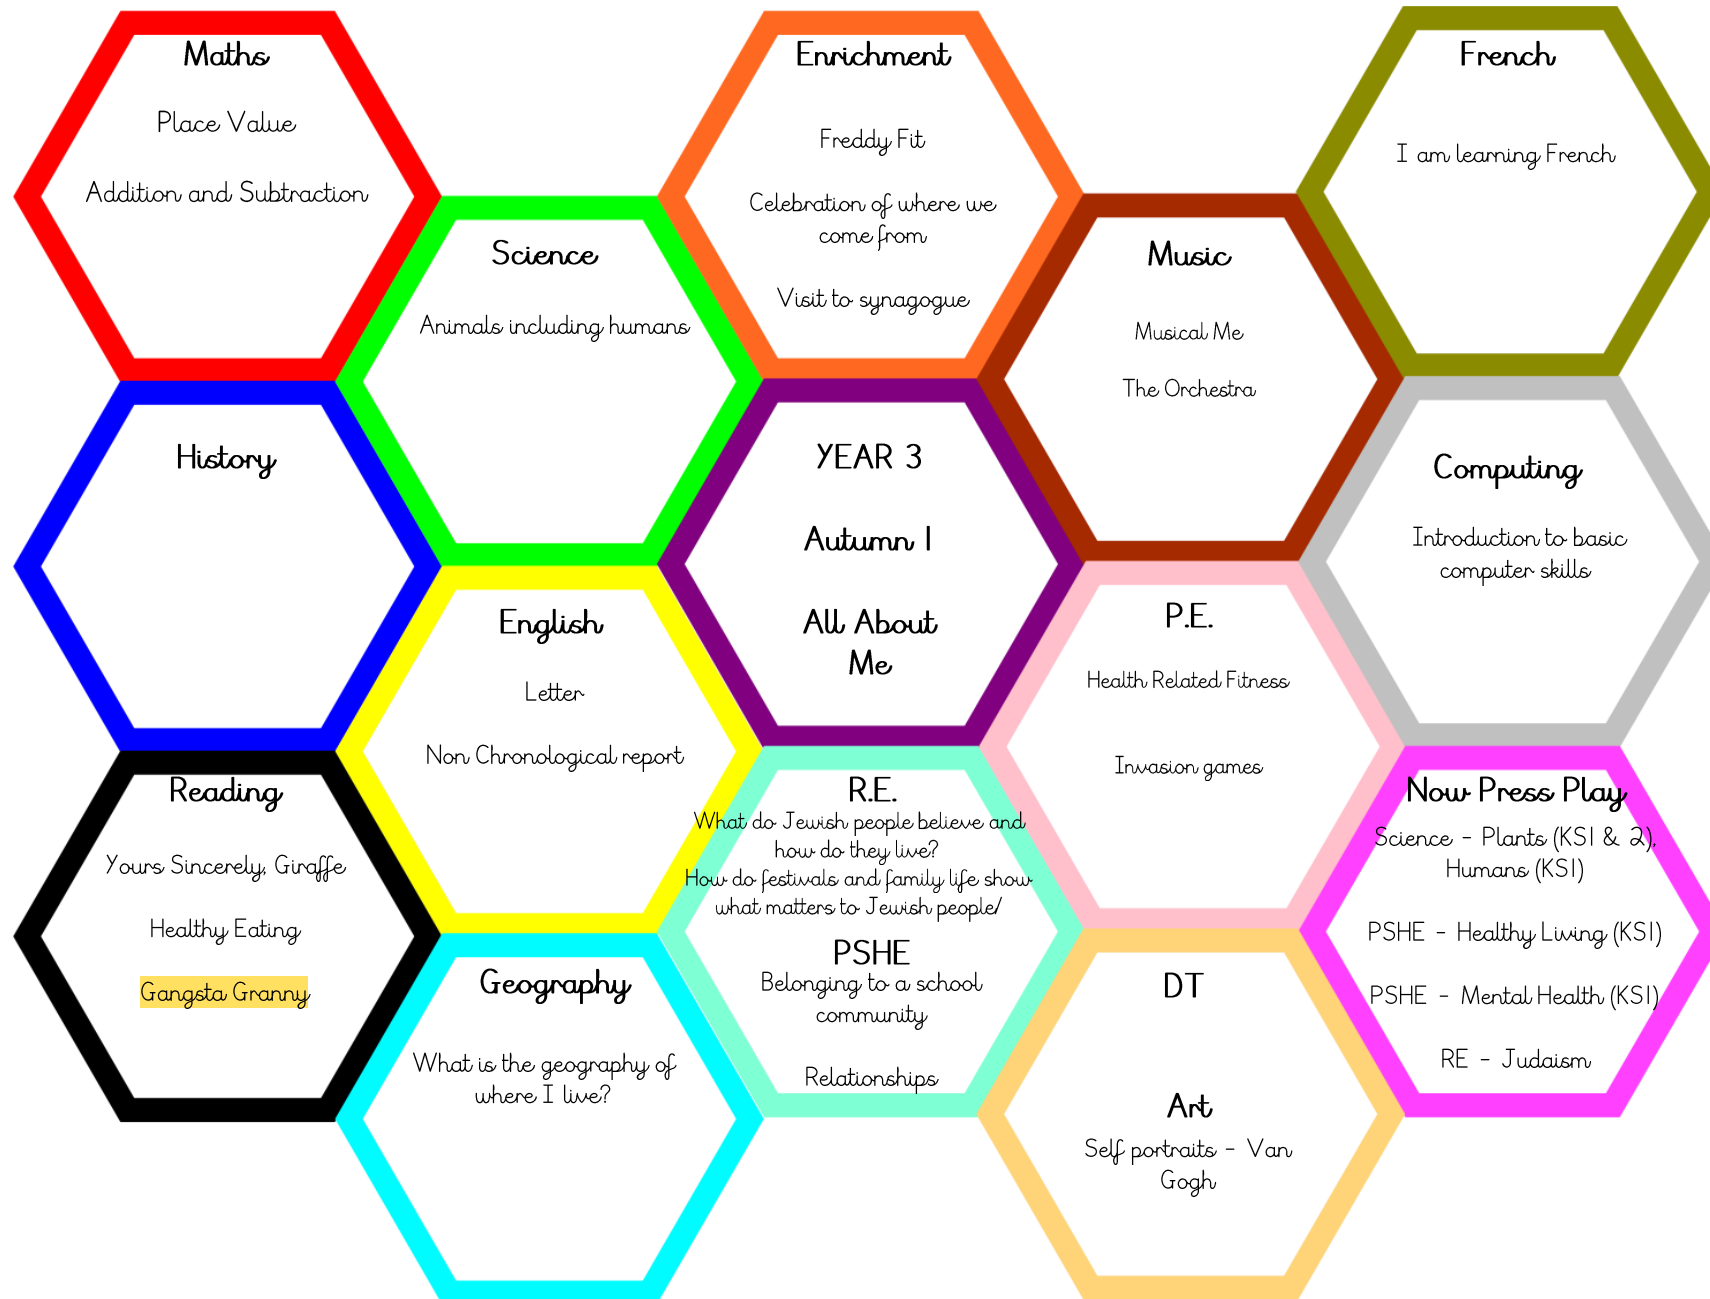 Maths
Place Value
Addition and Subtraction
Enrichment
Freddy Fit
Celebration of where we
come from
Visit to synagogue
French
I am learning French
Science
Animals including humans
Music
Musical Me
The Orchestra
History
YEAR 3
Autumn 1
All About
Me
Computing
Introduction to basic
computer skills
English
Letter
Non Chronological report
P.E.
Health Related Fitness
Invasion games
Reading
Yours Sincerely, Giraffe
Healthy Eating
Gangsta Granny
R.E.
What do Jewish people believe and
how do they live?
How do festivals and family life show
what matters to Jewish people/
PSHE
Belonging to a school
community
Relationships
Now Press Play
Science - Plants (KS1 & 2),
Humans (KS1)
PSHE - Healthy Living (KS1)
PSHE - Mental Health (KS1)
RE - Judaism
Geography
What is the geography of
where I live?
DT
Art
Self portraits - Van
Gogh